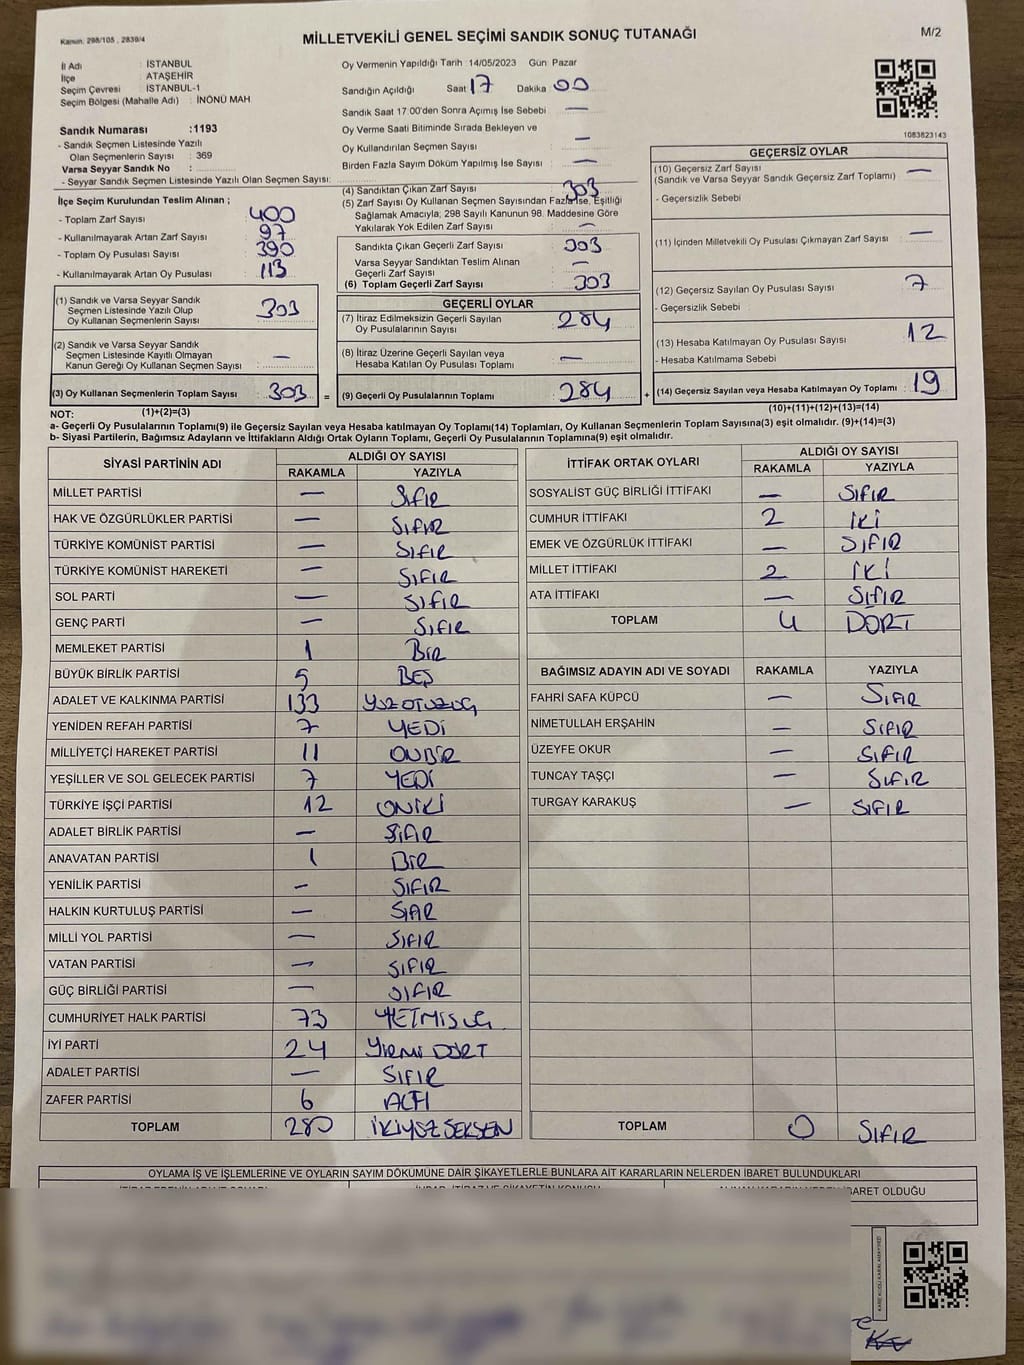 Kanun: 298/105 , 2839/4
MİLLETVEKİLİ GENEL SEÇİMİ SANDIK SONUÇ TUTANAĞI
M/2
İl Adı : İSTANBUL
İlçe : ATAŞEHİR
Seçim Çevresi : İSTANBUL-1
Seçim Bölgesi (Mahalle Adı) : İNÖNÜ MAH
Sandık Numarası :1193
- Sandık Seçmen Listesinde Yazılı
Olan Seçmenlerin Sayısı : 369
Varsa Seyyar Sandık No :
- Seyyar Sandık Seçmen Listesinde Yazılı Olan Seçmen Sayısı:
Oy Vermenin Yapıldığı Tarih :14/05/2023 Gün: Pazar
Sandığın Açıldığı Saat 17 Dakika 00
Sandık Saat 17:00'den Sonra Açımış İse Sebebi —
Oy Verme Saati Bitiminde Sırada Bekleyen ve
Oy Kullandırılan Seçmen Sayısı —
Birden Fazla Sayım Döküm Yapılmış İse Sayısı —
1083823143
İlçe Seçim Kurulundan Teslim Alınan ;
- Toplam Zarf Sayısı 400
- Kullanılmayarak Artan Zarf Sayısı 97
- Toplam Oy Pusulası Sayısı 390
- Kullanılmayarak Artan Oy Pusulası 113
(1) Sandık ve Varsa Seyyar Sandık
Seçmen Listesinde Yazılı Olup
Oy Kullanan Seçmenlerin Sayısı 303
(2) Sandık ve Varsa Seyyar Sandık
Seçmen Listesinde Kayıtlı Olmayan
Kanun Gereği Oy Kullanan Seçmen Sayısı —
(3) Oy Kullanan Seçmenlerin Toplam Sayısı 303 =
(4) Sandıktan Çıkan Zarf Sayısı 303
(5) Zarf Sayısı Oy Kullanan Seçmen Sayısından Fazla İse, Eşitliği
Sağlamak Amacıyla; 298 Sayılı Kanunun 98. Maddesine Göre
Yakılarak Yok Edilen Zarf Sayısı —
Sandıkta Çıkan Geçerli Zarf Sayısı 303
Varsa Seyyar Sandıktan Teslim Alınan
Geçerli Zarf Sayısı —
(6) Toplam Geçerli Zarf Sayısı 303
GEÇERLİ OYLAR
(7) İtiraz Edilmeksizin Geçerli Sayılan
Oy Pusulalarının Sayısı 284
(8) İtiraz Üzerine Geçerli Sayılan veya
Hesaba Katılan Oy Pusulası Toplamı —
(9) Geçerli Oy Pusulalarının Toplamı 284 +
GEÇERSİZ OYLAR
(10) Geçersiz Zarf Sayısı —
(Sandık ve Varsa Seyyar Sandık Geçersiz Zarf Toplamı)
- Geçersizlik Sebebi
(11) İçinden Milletvekili Oy Pusulası Çıkmayan Zarf Sayısı —
(12) Geçersiz Sayılan Oy Pusulası Sayısı 7
- Geçersizlik Sebebi
(13) Hesaba Katılmayan Oy Pusulası Sayısı 12
- Hesaba Katılmama Sebebi
(14) Geçersiz Sayılan veya Hesaba Katılmayan Oy Toplamı 19
NOT: (1)+(2)=(3) (10)+(11)+(12)+(13)=(14)
a- Geçerli Oy Pusulalarının Toplamı(9) ile Geçersiz Sayılan veya Hesaba katılmayan Oy Toplamı(14) Toplamları, Oy Kullanan Seçmenlerin Toplam Sayısına(3) eşit olmalıdır. (9)+(14)=(3)
b- Siyasi Partilerin, Bağımsız Adayların ve İttifakların Aldığı Ortak Oyların Toplamı, Geçerli Oy Pusulalarının Toplamına(9) eşit olmalıdır.
SİYASİ PARTİNİN ADI ALDIĞI OY SAYISI
RAKAMLA YAZIYLA
MİLLET PARTİSİ — SIFIR
HAK VE ÖZGÜRLÜKLER PARTİSİ — SIFIR
TÜRKİYE KOMÜNİST PARTİSİ — SIFIR
TÜRKİYE KOMÜNİST HAREKETİ — SIFIR
SOL PARTİ — SIFIR
GENÇ PARTİ — SIFIR
MEMLEKET PARTİSİ 1 BİR
BÜYÜK BİRLİK PARTİSİ 5 BEŞ
ADALET VE KALKINMA PARTİSİ 133 YÜZOTUZÜÇ
YENİDEN REFAH PARTİSİ 7 YEDİ
MİLLİYETÇİ HAREKET PARTİSİ 11 ONBİR
YEŞİLLER VE SOL GELECEK PARTİSİ 7 YEDİ
TÜRKİYE İŞÇİ PARTİSİ 12 ONİKİ
ADALET BİRLİK PARTİSİ — SIFIR
ANAVATAN PARTİSİ 1 BİR
YENİLİK PARTİSİ — SIFIR
HALKIN KURTULUŞ PARTİSİ — SIFIR
MİLLİ YOL PARTİSİ — SIFIR
VATAN PARTİSİ — SIFIR
GÜÇ BİRLİĞİ PARTİSİ — SIFIR
CUMHURİYET HALK PARTİSİ 73 YETMİŞ ÜÇ
İYİ PARTİ 24 YİRMİ DÖRT
ADALET PARTİSİ — SIFIR
ZAFER PARTİSİ 6 ALTI
TOPLAM 280 İKİYÜZ SEKSEN
İTTİFAK ORTAK OYLARI ALDIĞI OY SAYISI
RAKAMLA YAZIYLA
SOSYALİST GÜÇ BİRLİĞİ İTTİFAKI — SIFIR
CUMHUR İTTİFAKI 2 İKİ
EMEK VE ÖZGÜRLÜK İTTİFAKI — SIFIR
MİLLET İTTİFAKI 2 İKİ
ATA İTTİFAKI — SIFIR
TOPLAM 4 DÖRT
BAĞIMSIZ ADAYIN ADI VE SOYADI RAKAMLA YAZIYLA
FAHRİ SAFA KÜPCÜ — SIFIR
NİMETULLAH ERŞAHİN — SIFIR
ÜZEYFE OKUR — SIFIR
TUNCAY TAŞÇI — SIFIR
TURGAY KARAKUŞ — SIFIR
TOPLAM 0 SIFIR
OYLAMA İŞ VE İŞLEMLERİNE VE OYLARIN SAYIM DÖKÜMÜNE DAİR ŞİKAYETLERLE BUNLARA AİT KARARLARIN NELERDEN İBARET BULUNDUKLARI